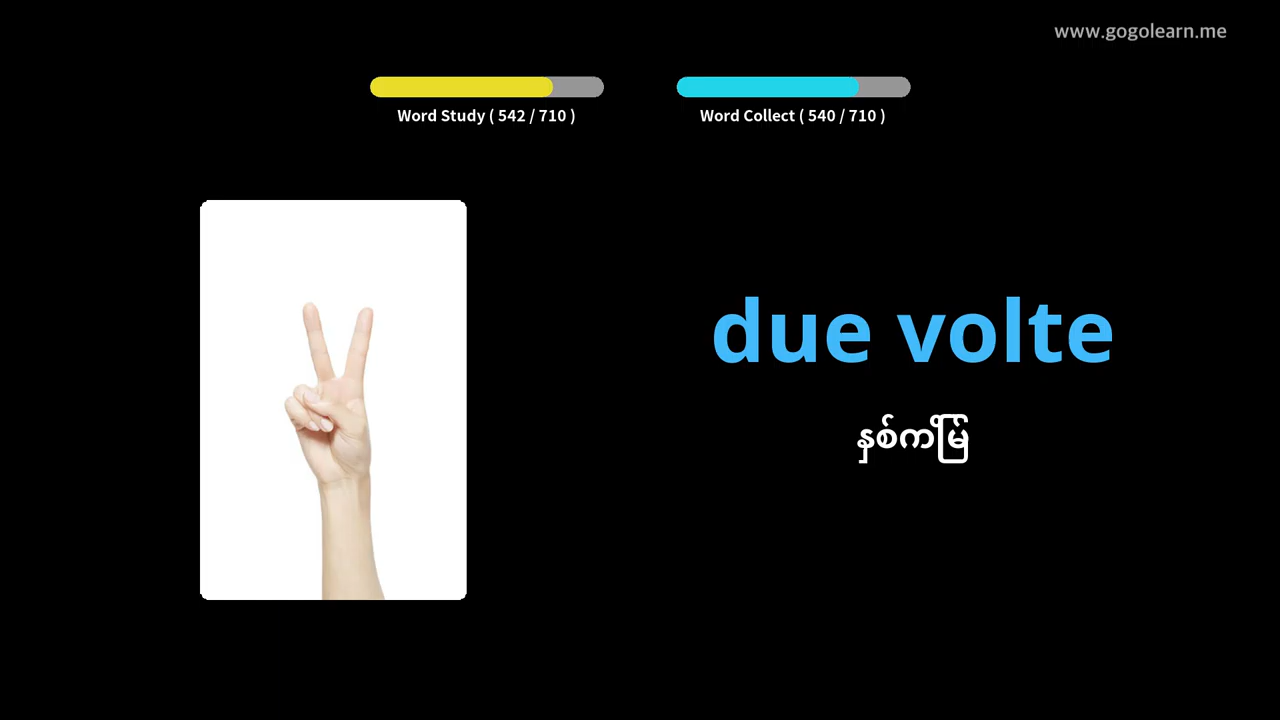 www.gogolearn.me
Word Study ( 542 / 710 )
Word Collect ( 540 / 710 )
due volte
နှစ်ကြိမ်